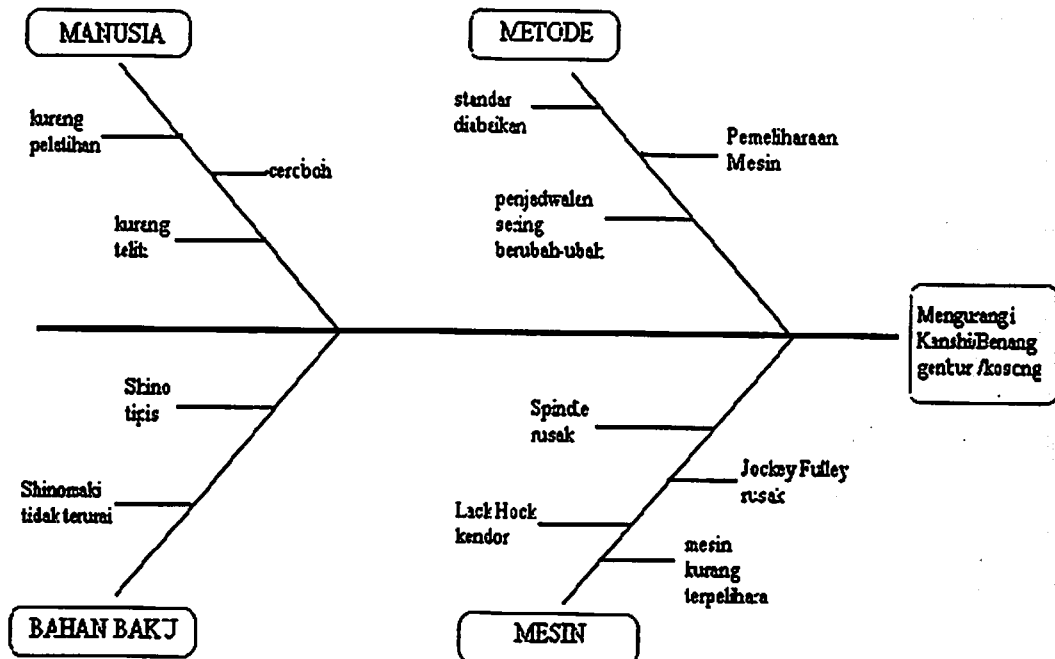 MANUSIA
METODE
kurang
pelatihan
ceroboh
kurang
teliti
standar
diabaikan
Pemeliharaan
Mesin
penjadwalan
sering
berubah-ubah
Mengurangi
Kanshi/Benang
gembur /kosong
Shino
tipis
Shinomaki
tidak terurai
Spindle
rusak
Jockey Pulley
rusak
Lack Hock
kendor
mesin
kurang
terpelihara
BAHAN BAKU
MESIN